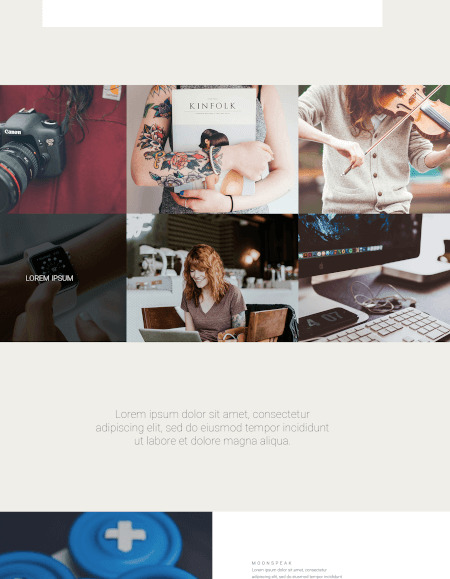 Canon
KINFOLK
LOREM IPSUM
Lorem ipsum dolor sit amet, consectetur
adipiscing elit, sed do eiusmod tempor incididunt
ut labore et dolore magna aliqua.
MOONSPEAK
Lorem ipsum dolor sit amet, consectetur
adipiscing elit, sed do eiusmod tempor incididunt